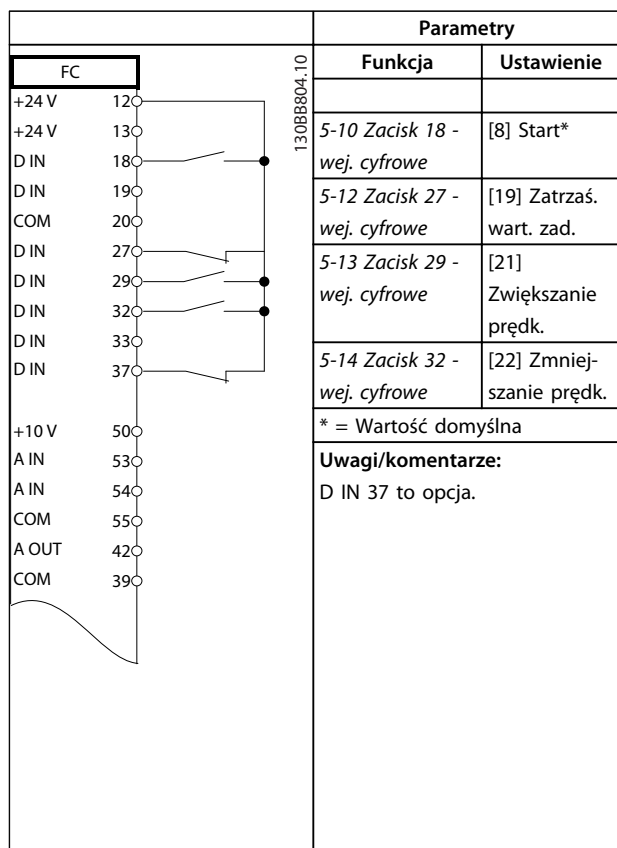 Parametry
FC
130BB804.10
Funkcja Ustawienie
+24 V 12
+24 V 13
D IN 18
D IN 19
COM 20
D IN 27
D IN 29
D IN 32
D IN 33
D IN 37
+10 V 50
A IN 53
A IN 54
COM 55
A OUT 42
COM 39
5-10 Zacisk 18 - [8] Start*
wej. cyfrowe
5-12 Zacisk 27 - [19] Zatrzaś.
wej. cyfrowe wart. zad.
5-13 Zacisk 29 - [21]
wej. cyfrowe Zwiększanie
prędk.
5-14 Zacisk 32 - [22] Zmniej-
wej. cyfrowe szanie prędk.
* = Wartość domyślna
Uwagi/komentarze:
D IN 37 to opcja.